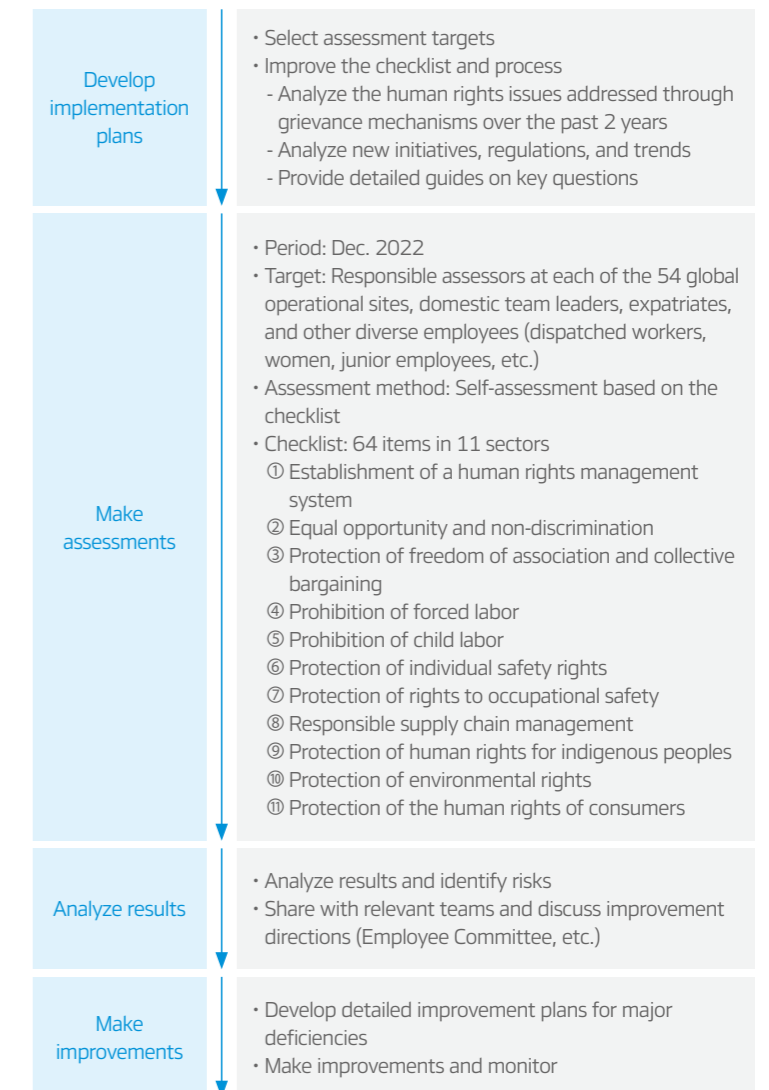 Develop
implementation
plans
· Select assessment targets
· Improve the checklist and process
- Analyze the human rights issues addressed through
grievance mechanisms over the past 2 years
- Analyze new initiatives, regulations, and trends
- Provide detailed guides on key questions
Make
assessments
· Period: Dec. 2022
· Target: Responsible assessors at each of the 54 global
operational sites, domestic team leaders, expatriates,
and other diverse employees (dispatched workers,
women, junior employees, etc.)
· Assessment method: Self-assessment based on the
checklist
· Checklist: 64 items in 11 sectors
① Establishment of a human rights management
system
② Equal opportunity and non-discrimination
③ Protection of freedom of association and collective
bargaining
④ Prohibition of forced labor
⑤ Prohibition of child labor
⑥ Protection of individual safety rights
⑦ Protection of rights to occupational safety
⑧ Responsible supply chain management
⑨ Protection of human rights for indigenous peoples
⑩ Protection of environmental rights
⑪ Protection of the human rights of consumers
Analyze results
· Analyze results and identify risks
· Share with relevant teams and discuss improvement
directions (Employee Committee, etc.)
Make
improvements
· Develop detailed improvement plans for major
deficiencies
· Make improvements and monitor